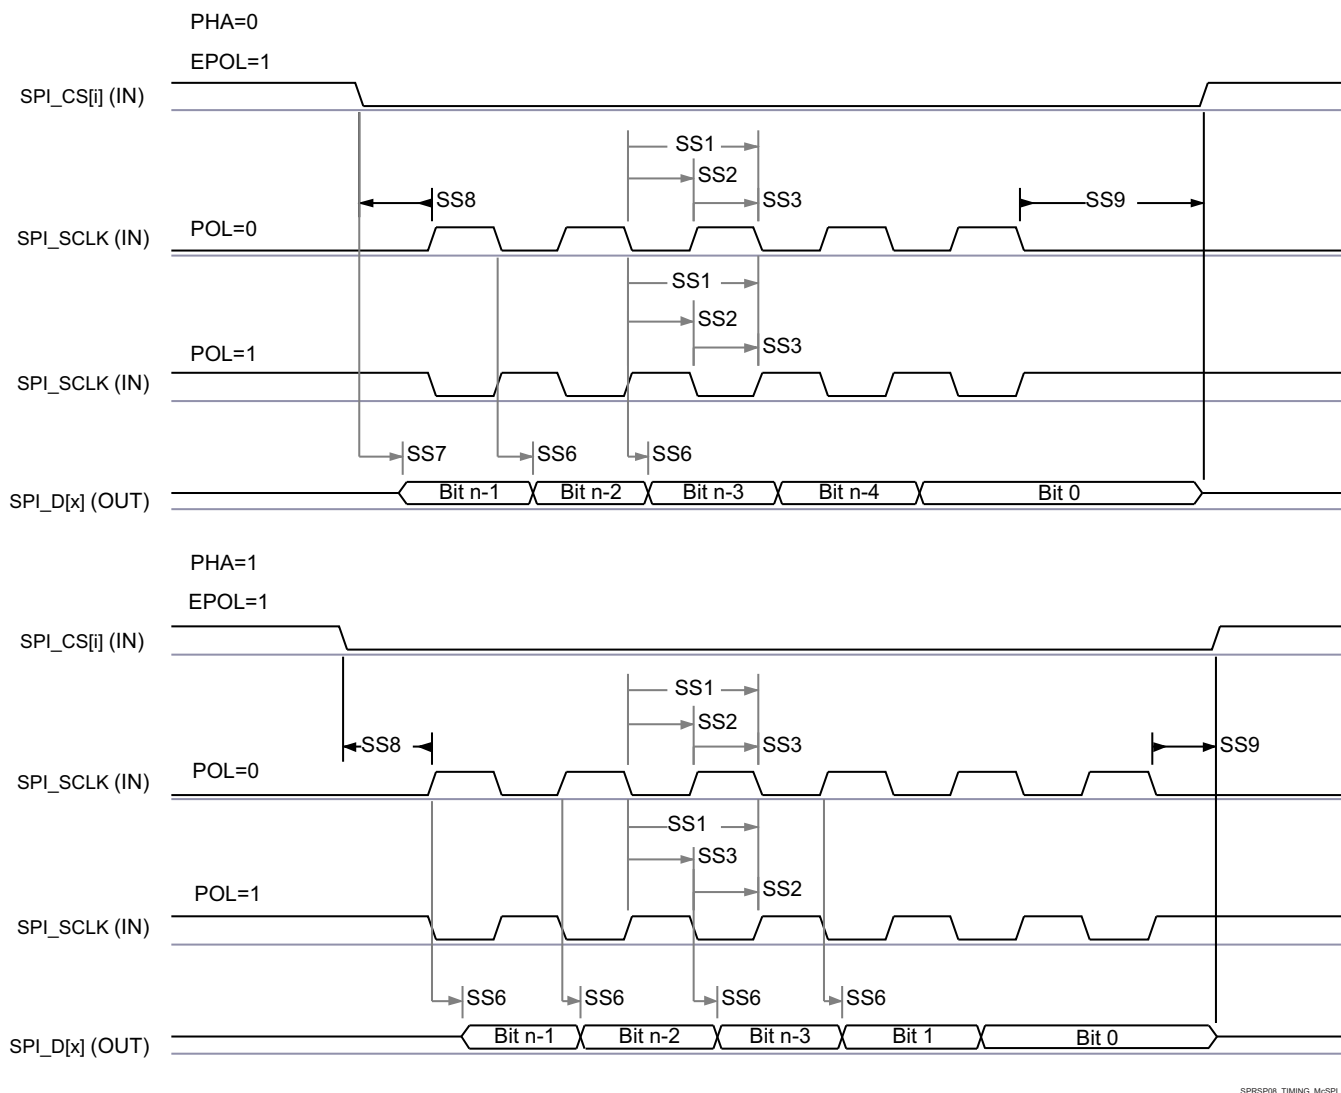 PHA=0
EPOL=1
SPI_CS[i] (IN)
SS1
SS2
SS8
SS3
SS9
POL=0
SPI_SCLK (IN)
SS1
SS2
SS3
POL=1
SPI_SCLK (IN)
SS7
SS6
SS6
SPI_D[x] (OUT)
Bit n-1
Bit n-2
Bit n-3
Bit n-4
Bit 0
PHA=1
EPOL=1
SPI_CS[i] (IN)
SS1
SS2
SS8
SS3
SS9
POL=0
SPI_SCLK (IN)
SS1
SS3
SS2
POL=1
SPI_SCLK (IN)
SS6
SS6
SS6
SS6
SPI_D[x] (OUT)
Bit n-1
Bit n-2
Bit n-3
Bit 1
Bit 0
SPRSP08_TIMING_McSPI